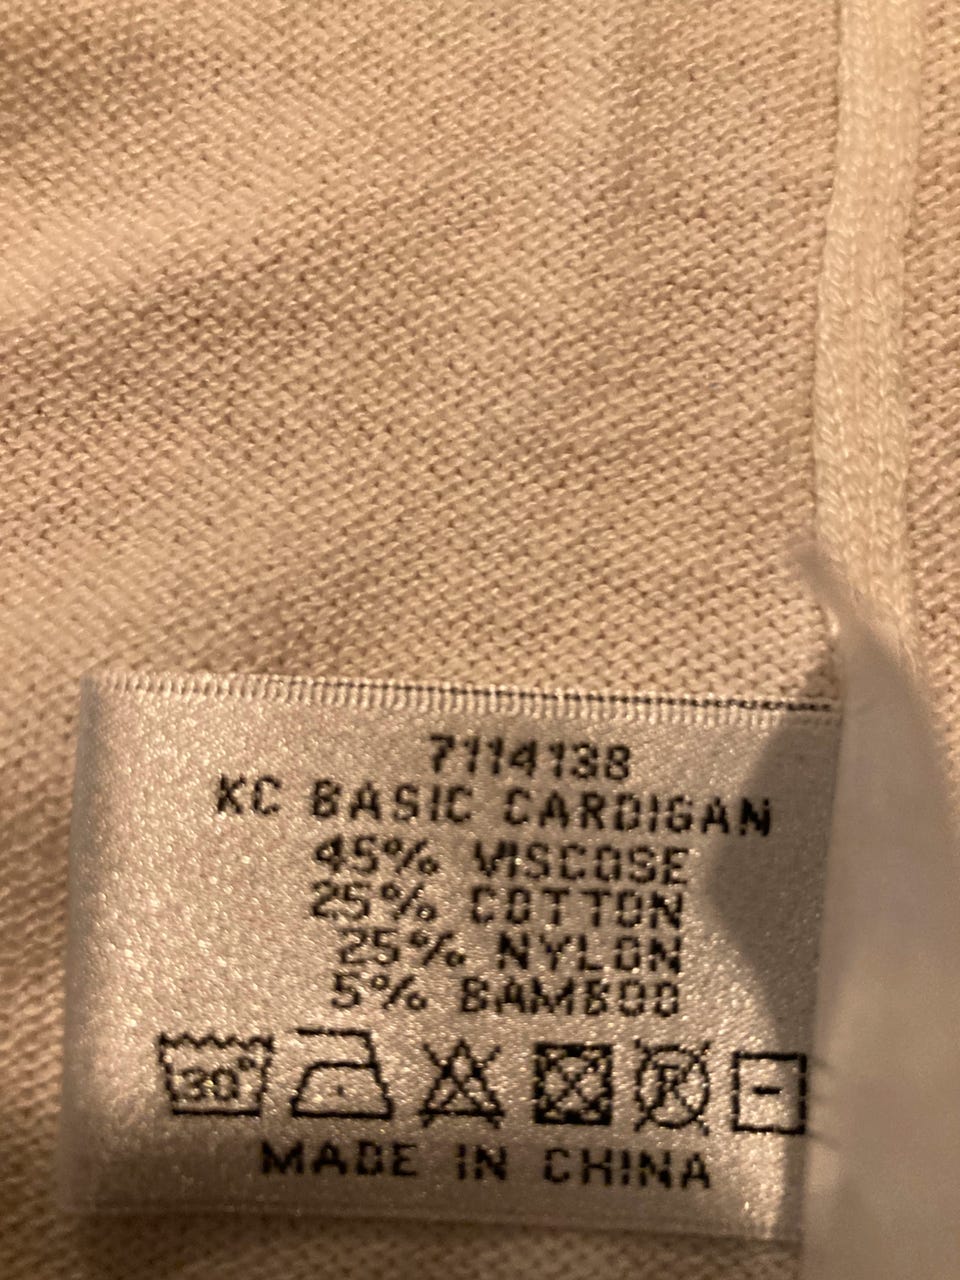 7114138
KC BASIC CARDIGAN
45% VISCOSE
25% COTTON
25% NYLON
5% BAMBOO
30° P
MADE IN CHINA